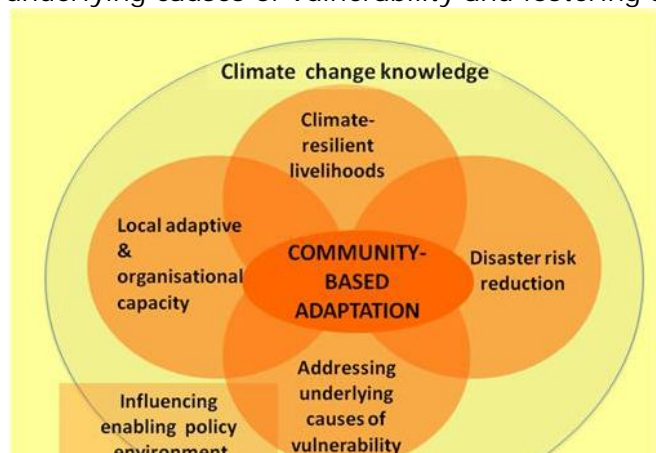 underlying causes of vulnerability and fostering
Climate change knowledge
Climate-
resilient
livelihoods
Local adaptive
&
organisational
capacity
COMMUNITY-
BASED
ADAPTATION
Disaster risk
reduction
Addressing
underlying
causes of
vulnerability
Influencing
enabling policy
environment